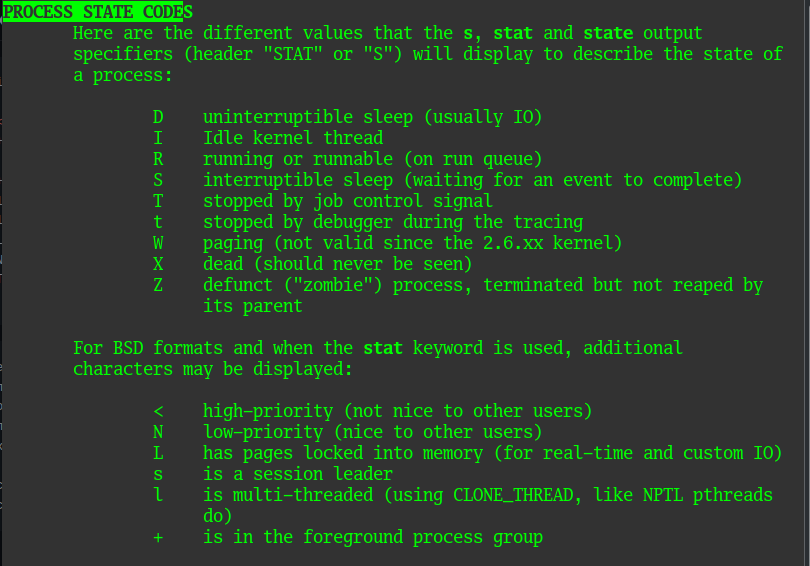 PROCESS STATE CODES
Here are the different values that the s, stat and state output
specifiers (header "STAT" or "S") will display to describe the state of
a process:
D    uninterruptible sleep (usually IO)
I    Idle kernel thread
R    running or runnable (on run queue)
S    interruptible sleep (waiting for an event to complete)
T    stopped by job control signal
t    stopped by debugger during the tracing
W    paging (not valid since the 2.6.xx kernel)
X    dead (should never be seen)
Z    defunct ("zombie") process, terminated but not reaped by
its parent
For BSD formats and when the stat keyword is used, additional
characters may be displayed:
<    high-priority (not nice to other users)
N    low-priority (nice to other users)
L    has pages locked into memory (for real-time and custom IO)
s    is a session leader
l    is multi-threaded (using CLONE_THREAD, like NPTL pthreads
do)
+    is in the foreground process group